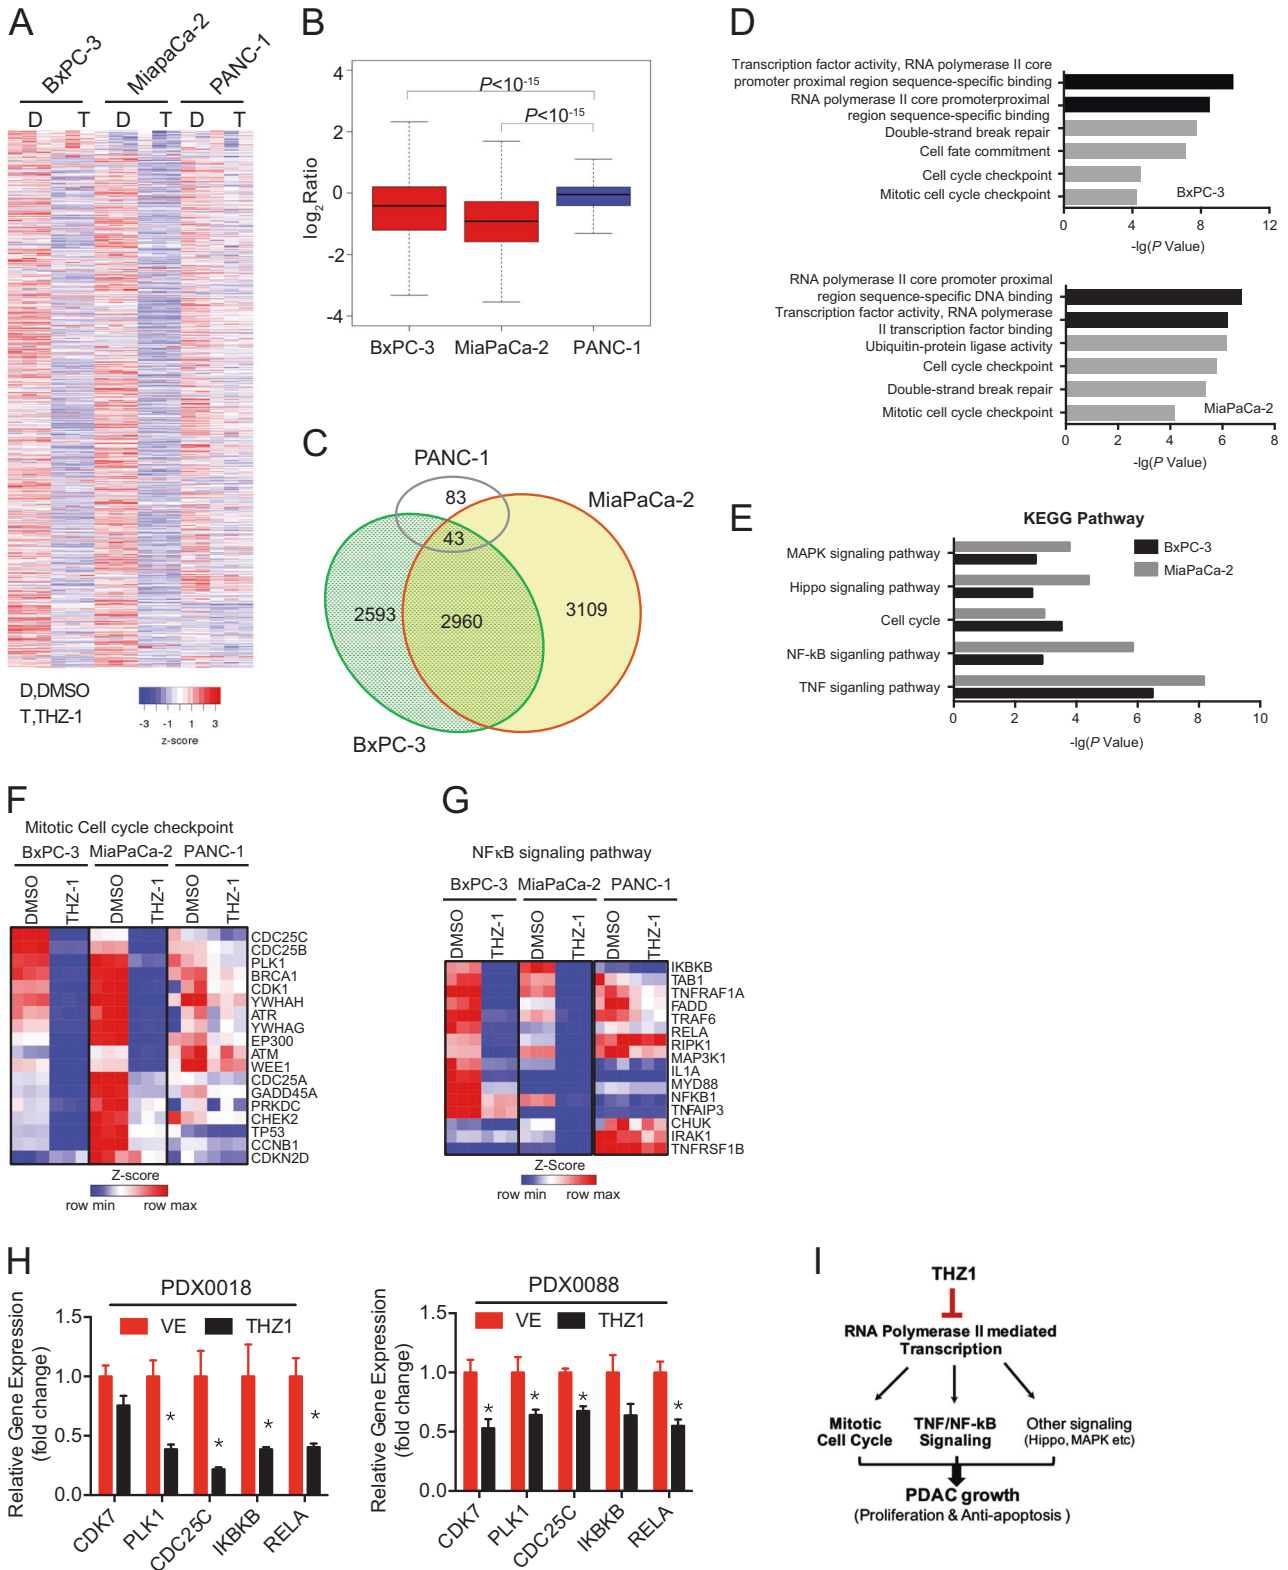 A
BxPC-3
MiapaCa-2
PANC-1
D
T
D
T
D
T
D,DMSO
T,THZ-1
-3
-1
1
3
z-score
B
log2Ratio
4
2
0
-2
-4
P<10-15
P<10-15
BxPC-3
MiaPaCa-2
PANC-1
C
PANC-1
83
MiaPaCa-2
43
2593
2960
3109
BxPC-3
D
Transcription factor activity, RNA polymerase II core
promoter proximal region sequence-specific binding
RNA polymerase II core promoterproximal
region sequence-specific binding
Double-strand break repair
Cell fate commitment
Cell cycle checkpoint
Mitotic cell cycle checkpoint
BxPC-3
0
4
8
12
-lg(P Value)
RNA polymerase II core promoter proximal
region sequence-specific DNA binding
Transcription factor activity, RNA polymerase
II transcription factor binding
Ubiquitin-protein ligase activity
Cell cycle checkpoint
Double-strand break repair
Mitotic cell cycle checkpoint
MiaPaCa-2
0
2
4
6
8
-lg(P Value)
E
KEGG Pathway
MAPK signaling pathway
Hippo signaling pathway
Cell cycle
NF-kB siganling pathway
TNF siganling pathway
BxPC-3
MiaPaCa-2
0
2
4
6
8
10
-lg(P Value)
F
Mitotic Cell cycle checkpoint
BxPC-3
MiaPaCa-2
PANC-1
DMSO
THZ-1
DMSO
THZ-1
DMSO
THZ-1
CDC25C
CDC25B
PLK1
BRCA1
CDK1
YWHAH
ATR
YWHAG
EP300
ATM
WEE1
CDC25A
GADD45A
PRKDC
CHEK2
TP53
CCNB1
CDKN2D
Z-score
row min
row max
G
NFκB signaling pathway
BxPC-3
MiaPaCa-2
PANC-1
DMSO
THZ-1
DMSO
THZ-1
DMSO
THZ-1
IKBKB
TAB1
TNFRAF1A
FADD
TRAF6
RELA
RIPK1
MAP3K1
IL1A
MYD88
NFKB1
TNFAIP3
CHUK
IRAK1
TNFRSF1B
Z-Score
row min
row max
H
PDX0018
VE
THZ1
Relative Gene Expression
(fold change)
1.5
1.0
0.5
0.0
*
*
*
*
CDK7
PLK1
CDC25C
IKBKB
RELA
PDX0088
VE
THZ1
Relative Gene Expression
(fold change)
1.5
1.0
0.5
0.0
*
*
*
*
CDK7
PLK1
CDC25C
IKBKB
RELA
I
THZ1
RNA Polymerase II mediated
Transcription
Mitotic
Cell Cycle
TNF/NF-kB
Signaling
Other signaling
(Hippo, MAPK etc)
PDAC growth
(Proliferation & Anti-apoptosis )